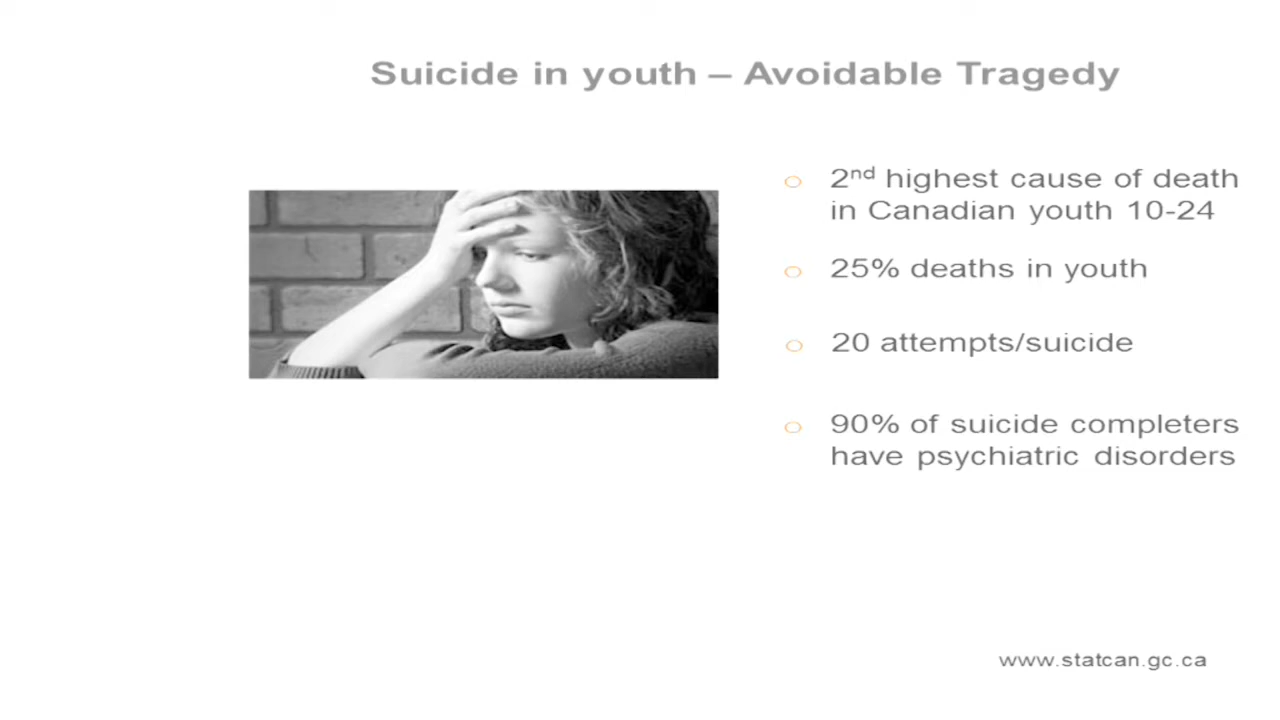 Suicide in youth – Avoidable Tragedy
2nd highest cause of death
in Canadian youth 10-24
25% deaths in youth
20 attempts/suicide
90% of suicide completers
have psychiatric disorders
www.statcan.gc.ca